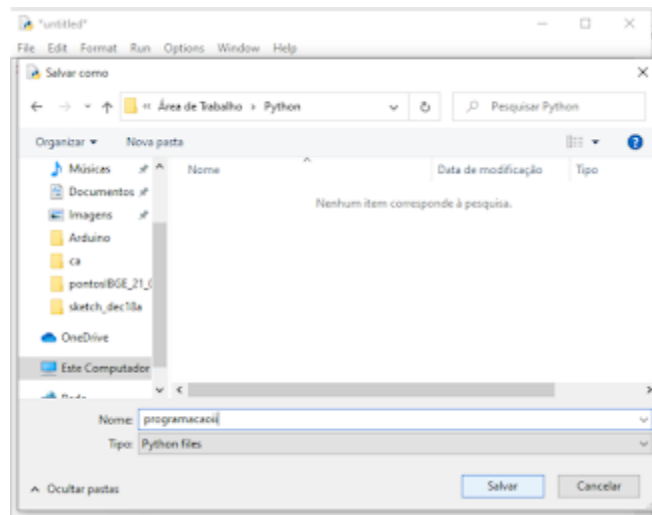 *untitled*
File Edit Format Run Options Window Help
Salvar como
« Área de Trabalho › Python
Pesquisar Python
Organizar Nova pasta
Nome Data de modificação Tipo
Nenhum item corresponde à pesquisa.
Músicas
Documentos
Imagens
Arduino
ca
pontosIBGE_21_
sketch_dec18a
OneDrive
Este Computador
Nome: programacaoii
Tipo: Python files
Ocultar pastas
Salvar Cancelar